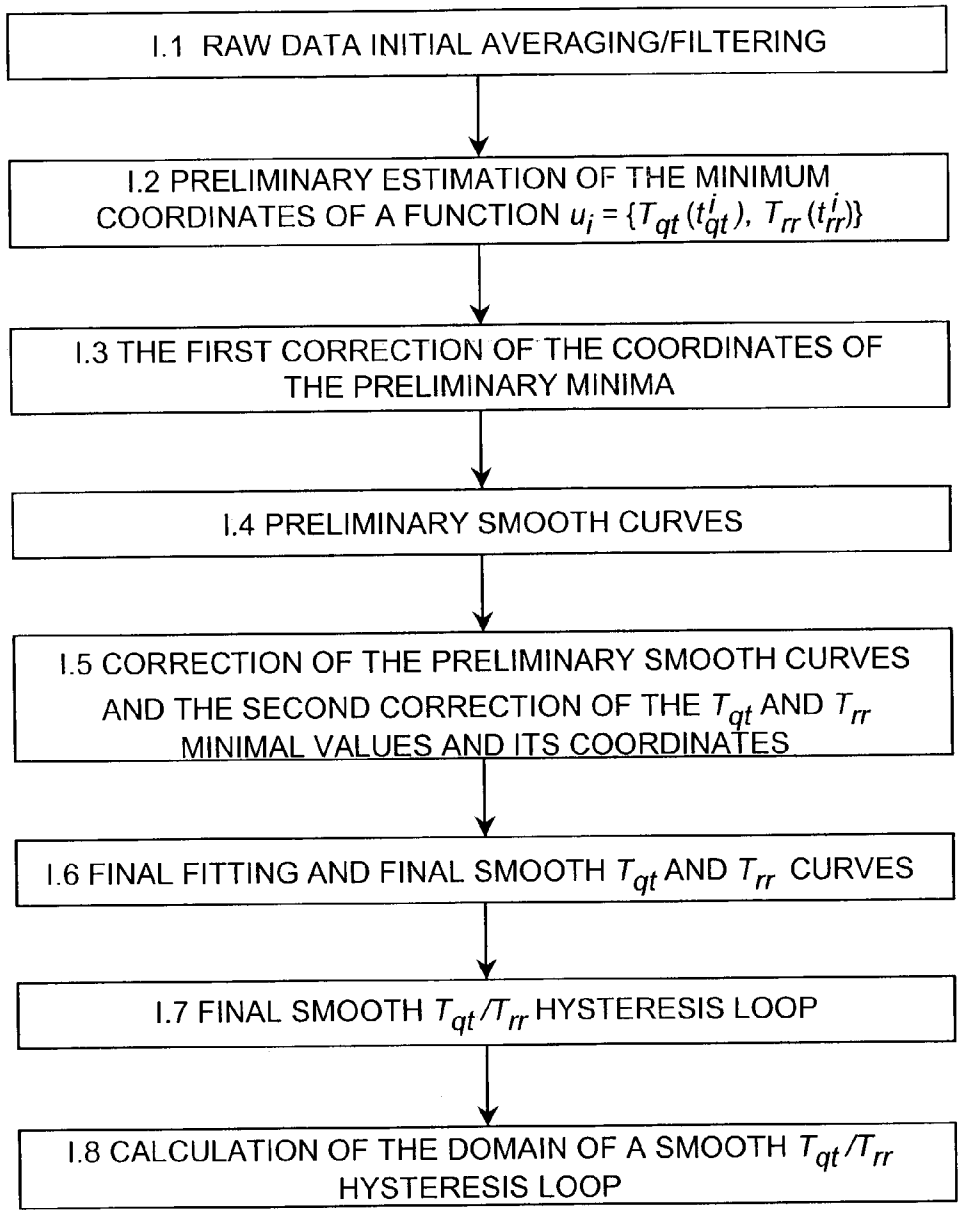 I.1 RAW DATA INITIAL AVERAGING/FILTERING
I.2 PRELIMINARY ESTIMATION OF THE MINIMUM
COORDINATES OF A FUNCTION u_i = {T_qt (t^i_qt), T_rr (t^i_rr)}
I.3 THE FIRST CORRECTION OF THE COORDINATES OF
THE PRELIMINARY MINIMA
I.4 PRELIMINARY SMOOTH CURVES
I.5 CORRECTION OF THE PRELIMINARY SMOOTH CURVES
AND THE SECOND CORRECTION OF THE T_qt AND T_rr
MINIMAL VALUES AND ITS COORDINATES
I.6 FINAL FITTING AND FINAL SMOOTH T_qt AND T_rr CURVES
I.7 FINAL SMOOTH T_qt/T_rr HYSTERESIS LOOP
I.8 CALCULATION OF THE DOMAIN OF A SMOOTH T_qt/T_rr
HYSTERESIS LOOP